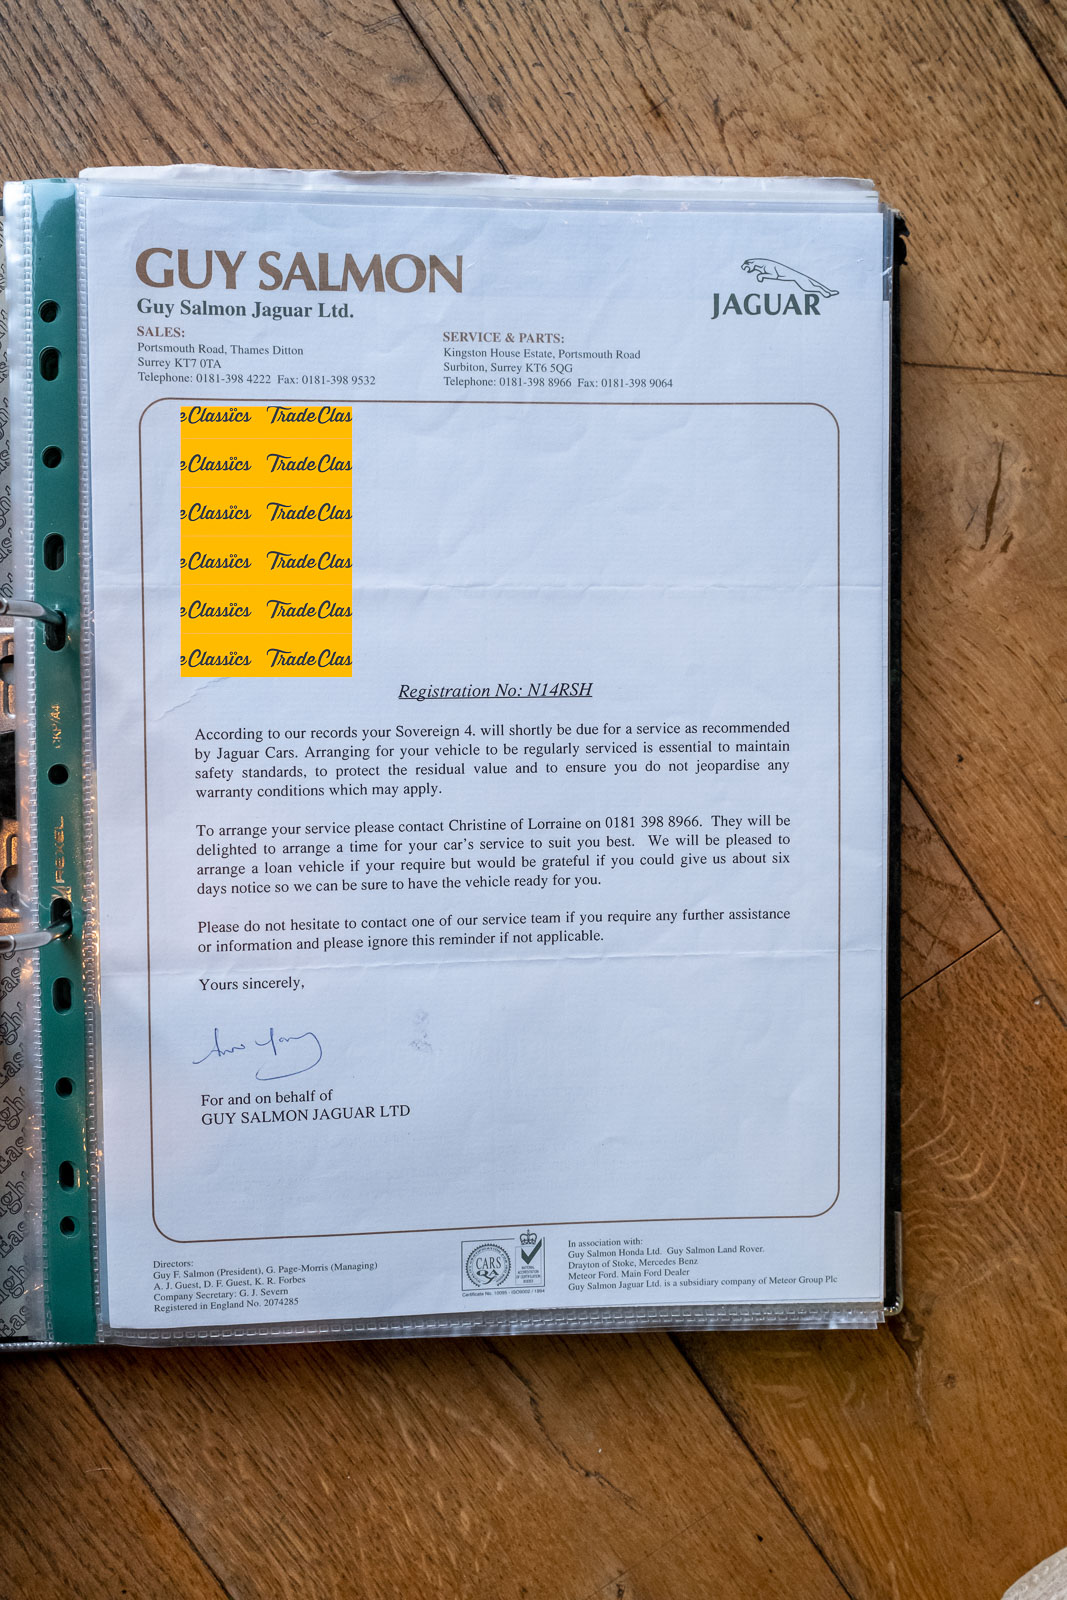 GUY SALMON
Guy Salmon Jaguar Ltd.
JAGUAR
SALES:
Portsmouth Road, Thames Ditton
Surrey KT7 0TA
Telephone: 0181-398 4222 Fax: 0181-398 9532
SERVICE & PARTS:
Kingston House Estate, Portsmouth Road
Surbiton, Surrey KT6 5QG
Telephone: 0181-398 8966 Fax: 0181-398 9064
e Classics Trade Clas
e Classics Trade Clas
e Classics Trade Clas
e Classics Trade Clas
e Classics Trade Clas
e Classics Trade Clas
Registration No: N14RSH
According to our records your Sovereign 4. will shortly be due for a service as recommended
by Jaguar Cars. Arranging for your vehicle to be regularly serviced is essential to maintain
safety standards, to protect the residual value and to ensure you do not jeopardise any
warranty conditions which may apply.
To arrange your service please contact Christine of Lorraine on 0181 398 8966. They will be
delighted to arrange a time for your car's service to suit you best. We will be pleased to
arrange a loan vehicle if your require but would be grateful if you could give us about six
days notice so we can be sure to have the vehicle ready for you.
Please do not hesitate to contact one of our service team if you require any further assistance
or information and please ignore this reminder if not applicable.
Yours sincerely,
For and on behalf of
GUY SALMON JAGUAR LTD
Directors:
Guy F. Salmon (President), G. Page-Morris (Managing)
A. J. Guest, D. F. Guest, K. R. Forbes
Company Secretary: G. J. Severn
Registered in England No. 2074285
CARS
QA
In association with:
Guy Salmon Honda Ltd. Guy Salmon Land Rover.
Drayton of Stoke, Mercedes Benz
Meteor Ford. Main Ford Dealer
Guy Salmon Jaguar Ltd. is a subsidiary company of Meteor Group Plc
REXEL
CKP/A4